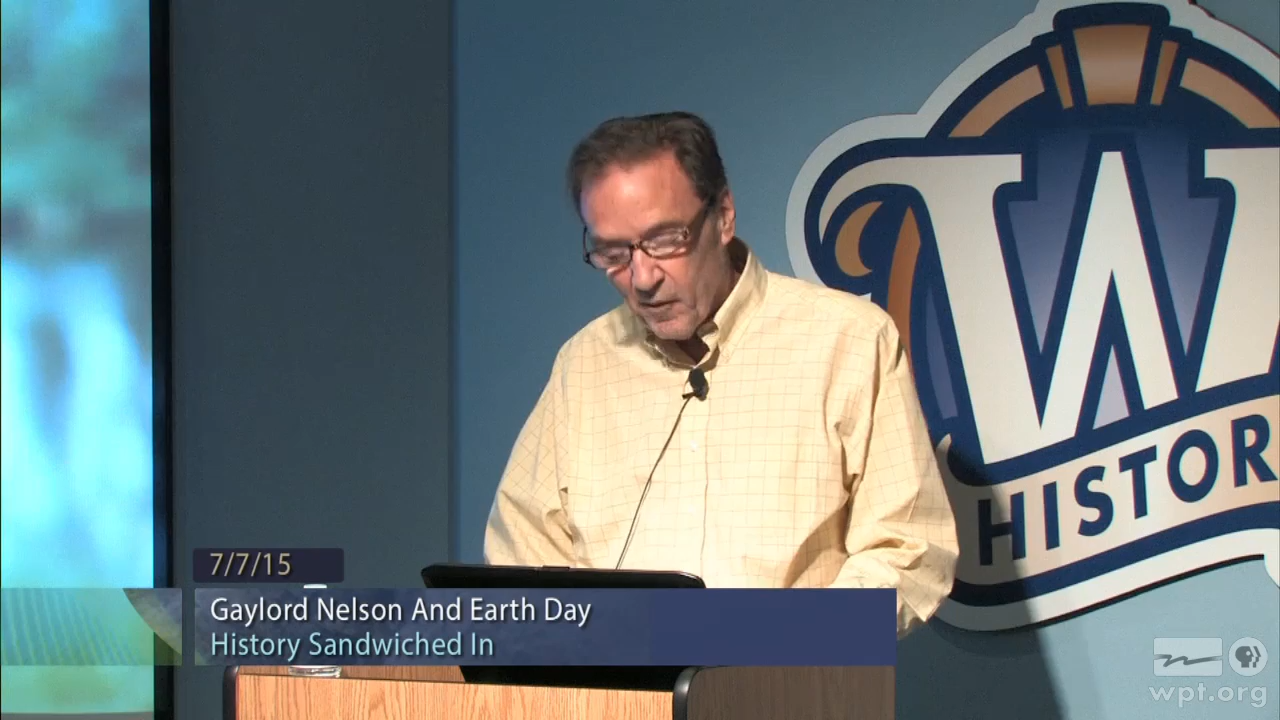 W
HISTOR
7/7/15
Gaylord Nelson And Earth Day
History Sandwiched In
wpt.org